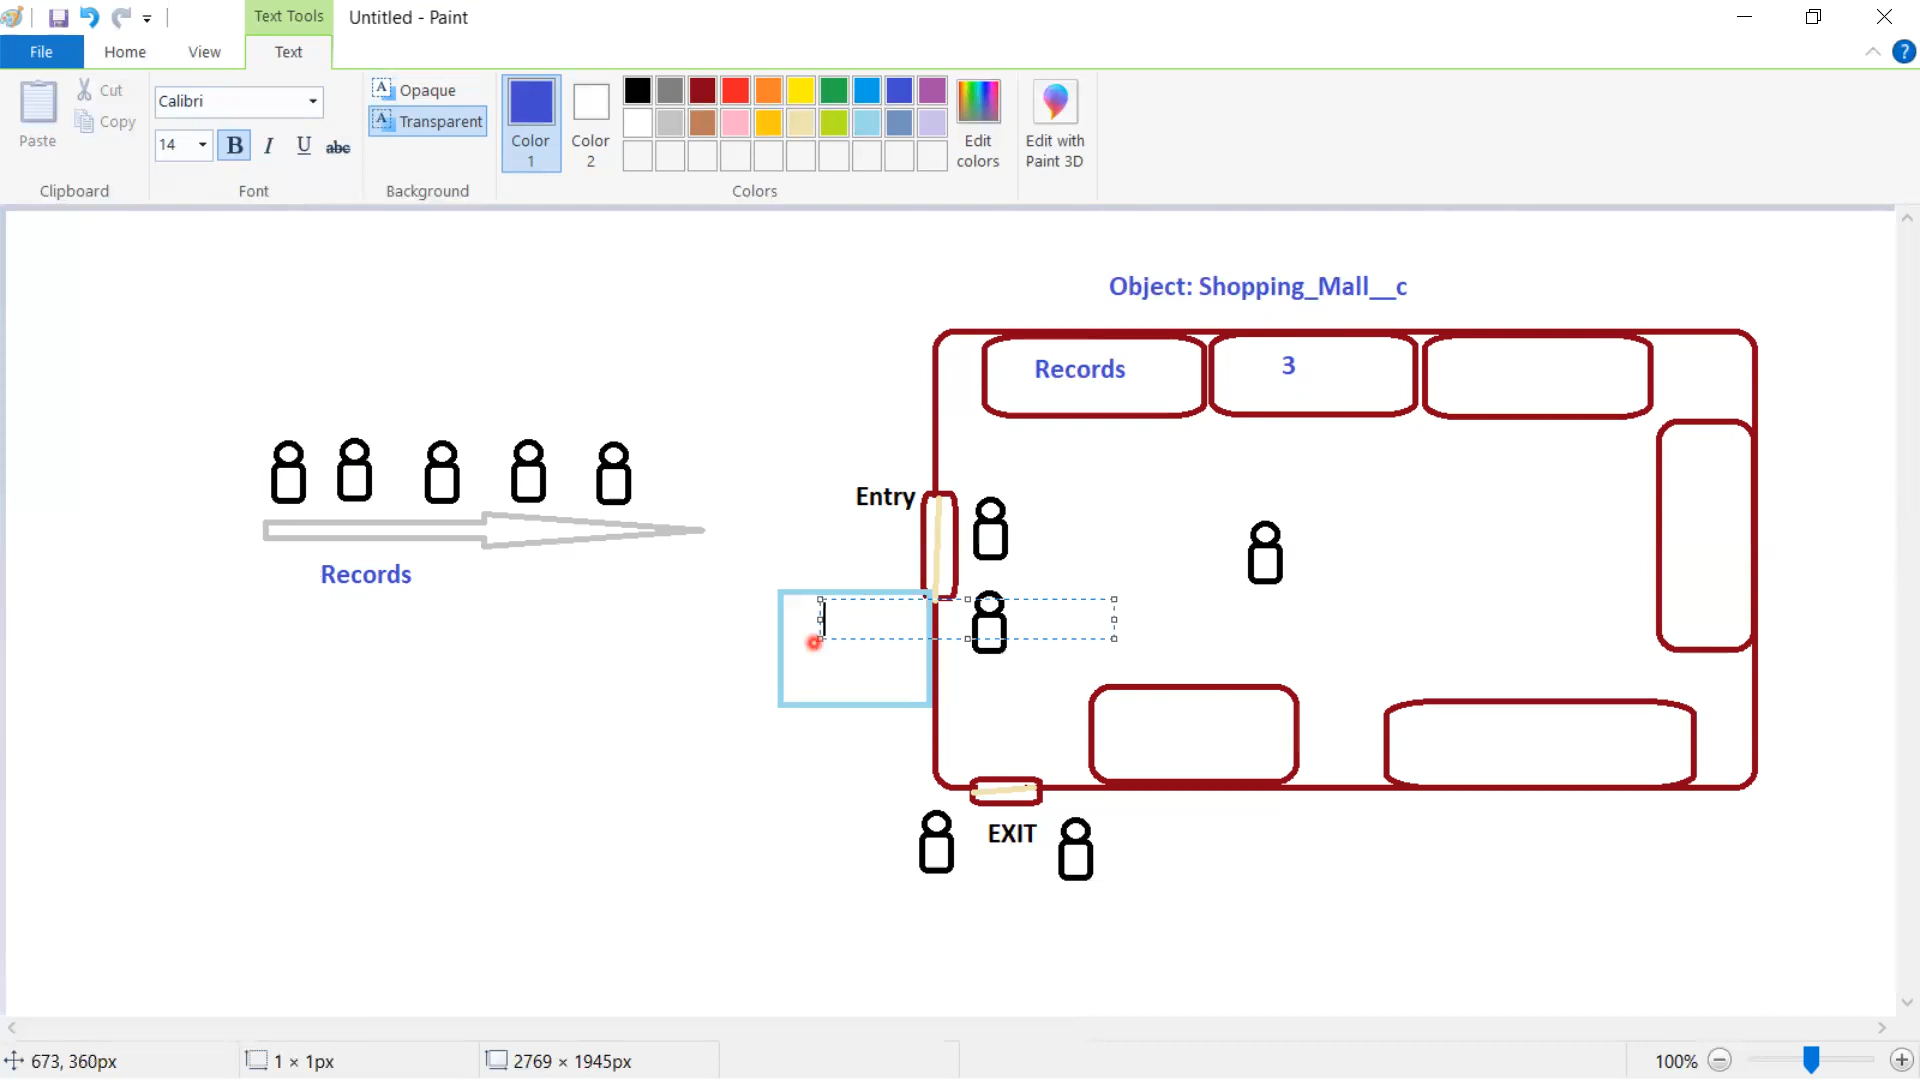 Text Tools
Untitled - Paint
File
Home
View
Text
Paste
Cut
Copy
Clipboard
Calibri
14
B I U abc
Font
A Opaque
A Transparent
Background
Color 1
Color 2
Edit colors
Colors
Edit with Paint 3D
?
Object: Shopping_Mall__c
Records
3
Entry
Records
EXIT
673, 360px
1 × 1px
2769 × 1945px
100%